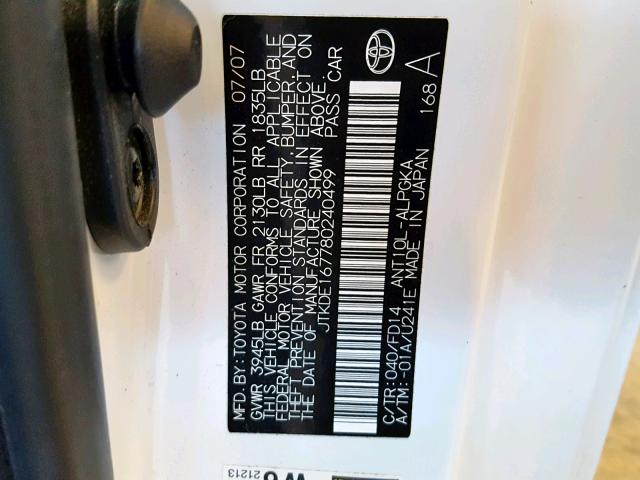 MFD.BY:TOYOTA MOTOR CORPORATION 07/07
GVWR 3945LB GAWR FR 2130LB RR 1835LB
THIS VEHICLE CONFORMS TO ALL APPLICABLE
FEDERAL MOTOR VEHICLE SAFETY, BUMPER, AND
THEFT PREVENTION STANDARDS IN EFFECT ON
THE DATE OF MANUFACTURE SHOWN ABOVE.
JTKDE167780240499 PASS CAR
C/TR:040/FD14 ANT10L-ALPGKA
A/TM:-01A/U241E MADE IN JAPAN 168 A
21213